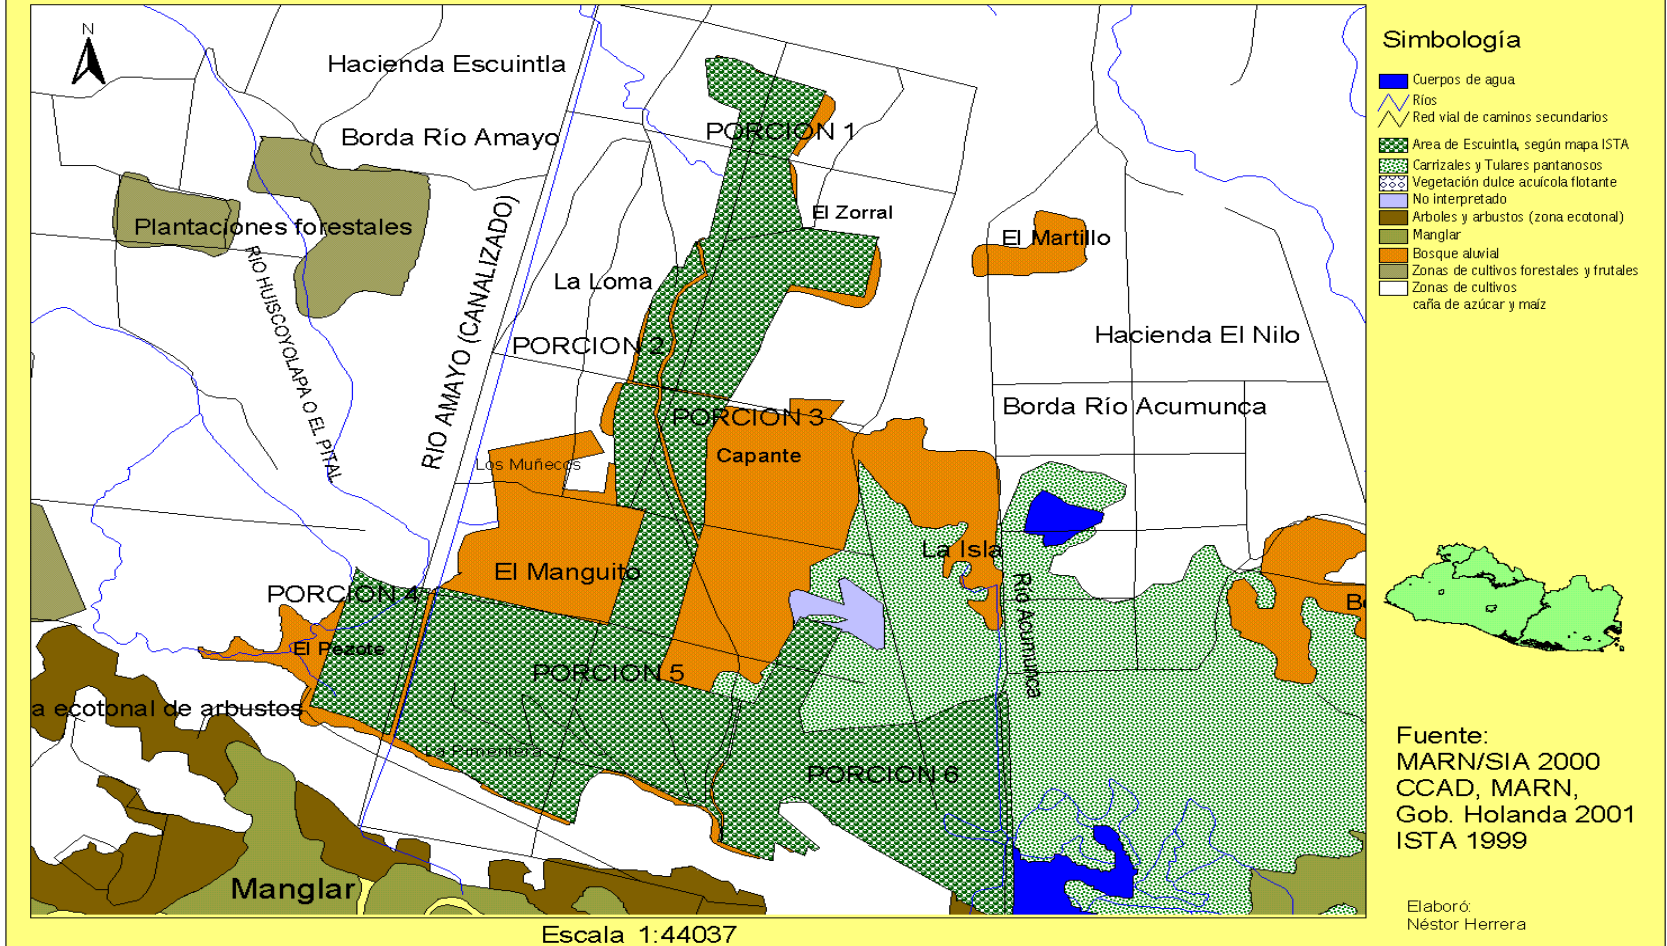 N
Hacienda Escuintla
Borda Río Amayo
PORCION 1
Plantaciones forestales
El Zorral
El Martillo
RIO HUISCOYOLAPA O EL PITAL
RIO AMAYO (CANALIZADO)
La Loma
PORCION 2
Hacienda El Nilo
Borda Río Acumunca
PORCION 3
Capante
Los Muñecos
La Isla
El Manguito
PORCION 4
Río Acumunca
El Pezote
PORCION 5
a ecotonal de arbustos
La Pimentera
PORCION 6
Manglar
Escala 1:44037
Simbología
Cuerpos de agua
Ríos
Red vial de caminos secundarios
Area de Escuintla, según mapa ISTA
Carrizales y Tulares pantanosos
Vegetación dulce acuícola flotante
No interpretado
Arboles y arbustos (zona ecotonal)
Manglar
Bosque aluvial
Zonas de cultivos forestales y frutales
Zonas de cultivos
caña de azúcar y maíz
Fuente:
MARN/SIA 2000
CCAD, MARN,
Gob. Holanda 2001
ISTA 1999
Elaboró:
Néstor Herrera